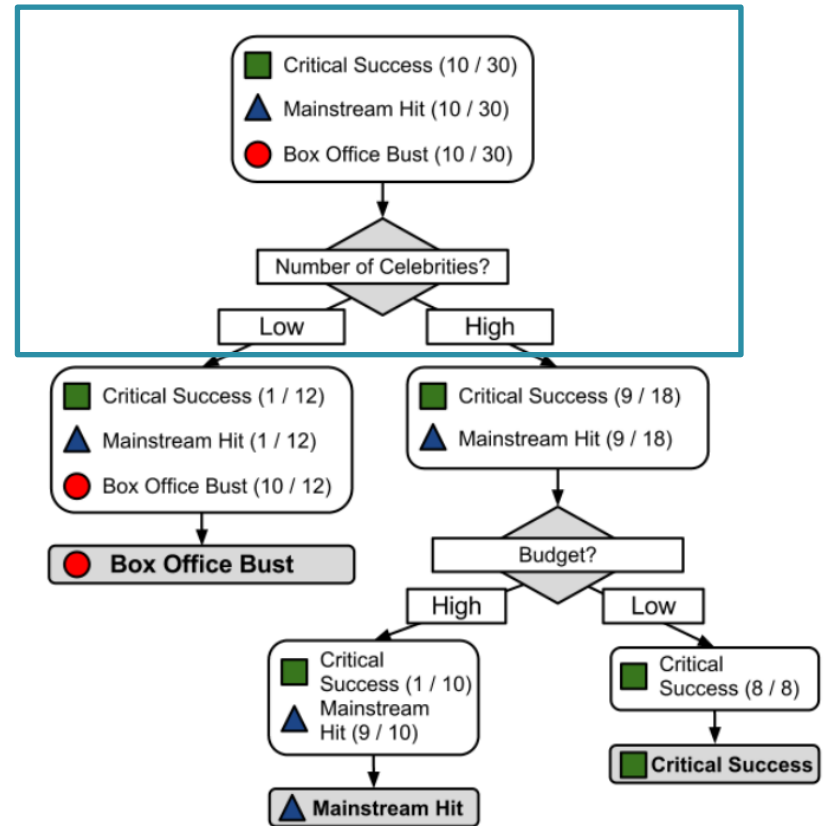 Critical Success (10 / 30)
Mainstream Hit (10 / 30)
Box Office Bust (10 / 30)
Number of Celebrities?
Low
High
Critical Success (1 / 12)
Mainstream Hit (1 / 12)
Box Office Bust (10 / 12)
Box Office Bust
Critical Success (9 / 18)
Mainstream Hit (9 / 18)
Budget?
High
Low
Critical
Success (1 / 10)
Mainstream
Hit (9 / 10)
Mainstream Hit
Critical
Success (8 / 8)
Critical Success